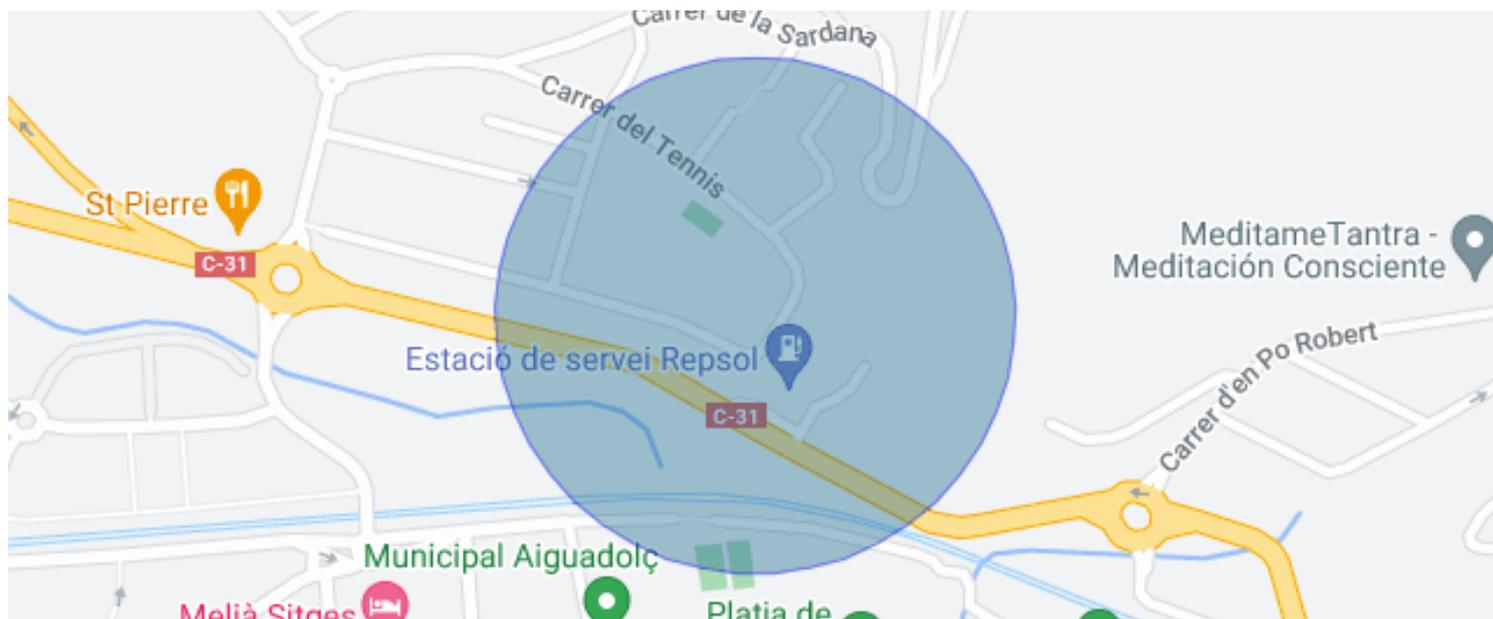 Carrer de la Sardana
Carrer del Tennis
St Pierre
C-31
MeditameTantra -
Meditación Consciente
Estació de servei Repsol
Carrer d'en Po Robert
C-31
Municipal Aiguadolç
Melià Sitges
Platja de